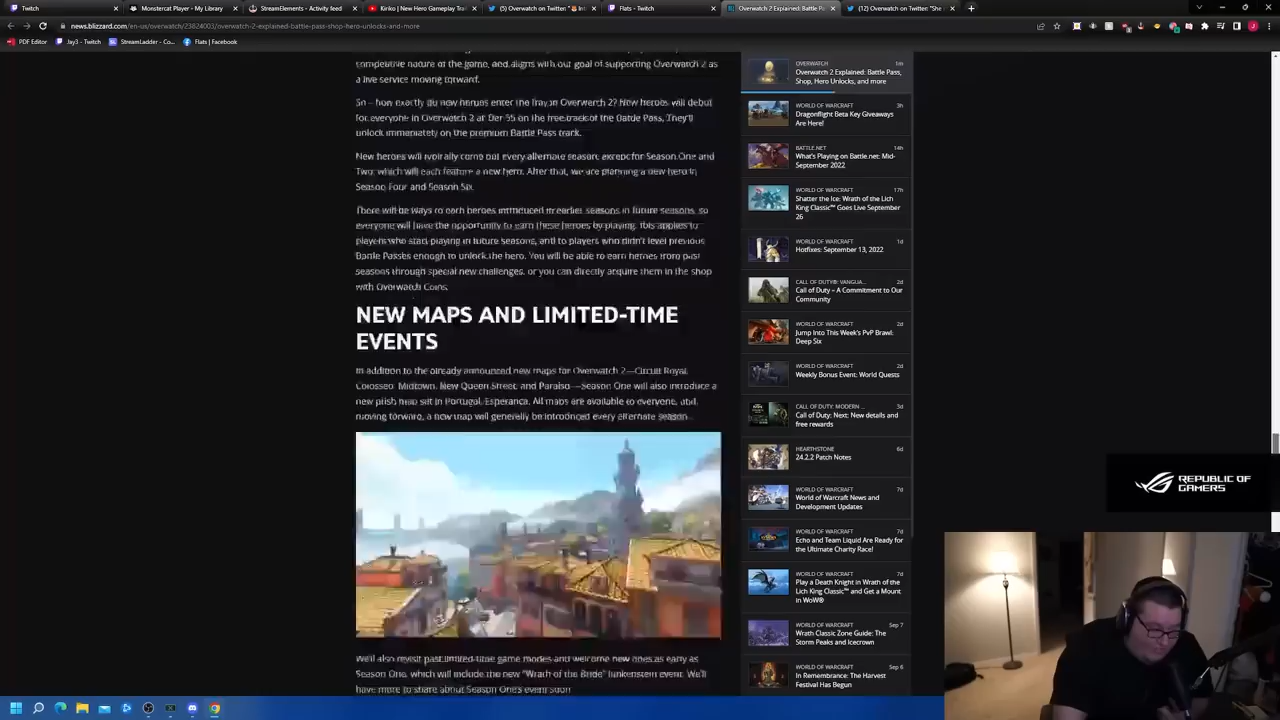 Twitch
Monstercat Player - My Library
StreamElements - Activity feed
Kiriko | New Hero Gameplay Trai
(5) Overwatch on Twitter:
Flats - Twitch
Overwatch 2 Explained: Battle Pa
(12) Overwatch on Twitter: "She
news.blizzard.com/en-us/overwatch/23824003/overwatch-2-explained-battle-pass-shop-hero-unlocks-and-more
PDF Editor
Jay3 - Twitch
StreamLadder - Co...
Flats | Facebook
competitive nature of the game, and aligns with our goal of supporting Overwatch 2 as
a live service moving forward.
So – how exactly do new heroes enter the fray in Overwatch 2? New heroes will debut
for everyone in Overwatch 2 at tier 55 on the free track of the Battle Pass. They'll
unlock immediately on the premium Battle Pass track.
New heroes will typically come out every alternate season, except for Season One and
Two, which will each feature a new hero. After that, we are planning a new hero in
Season Four and Season Six.
There will be ways to earn heroes introduced in earlier seasons in future seasons, so
everyone will have the opportunity to earn these heroes by playing. This applies to
players who start playing in future seasons, and to players who didn't level previous
Battle Passes enough to unlock the hero. You will be able to earn heroes from past
seasons through special new challenges, or you can directly acquire them in the shop
with Overwatch Coins.
NEW MAPS AND LIMITED-TIME
EVENTS
In addition to the already announced new maps for Overwatch 2—Circuit Royal,
Colosseo, Midtown, New Queen Street, and Paraíso—Season One will also introduce a
new push map set in Portugal, Esperança. All maps are available to everyone, and,
moving forward, a new map will generally be introduced every alternate season.
We'll also revisit past limited-time game modes and welcome new ones as early as
Season One, which will include the new "Wrath of the Bride" Junkenstein event. We'll
have more to share about Season One's event soon
OVERWATCH
1m
Overwatch 2 Explained: Battle Pass,
Shop, Hero Unlocks, and more
WORLD OF WARCRAFT
3h
Dragonflight Beta Key Giveaways
Are Here!
BATTLE.NET
14h
What's Playing on Battle.net: Mid-
September 2022
WORLD OF WARCRAFT
17h
Shatter the Ice: Wrath of the Lich
King Classic™ Goes Live September
26
WORLD OF WARCRAFT
1d
Hotfixes: September 13, 2022
CALL OF DUTY®: VANGUA...
2d
Call of Duty – A Commitment to Our
Community
WORLD OF WARCRAFT
2d
Jump Into This Week's PvP Brawl:
Deep Six
WORLD OF WARCRAFT
2d
Weekly Bonus Event: World Quests
CALL OF DUTY: MODERN ...
3d
Call of Duty: Next: New details and
free rewards
HEARTHSTONE
6d
24.2.2 Patch Notes
WORLD OF WARCRAFT
7d
World of Warcraft News and
Development Updates
WORLD OF WARCRAFT
7d
Echo and Team Liquid Are Ready for
the Ultimate Charity Race!
WORLD OF WARCRAFT
7d
Play a Death Knight in Wrath of the
Lich King Classic™ and Get a Mount
in WoW®
WORLD OF WARCRAFT
Sep 7
Wrath Classic Zone Guide: The
Storm Peaks and Icecrown
WORLD OF WARCRAFT
Sep 6
In Remembrance: The Harvest
Festival Has Begun
REPUBLIC OF
GAMERS